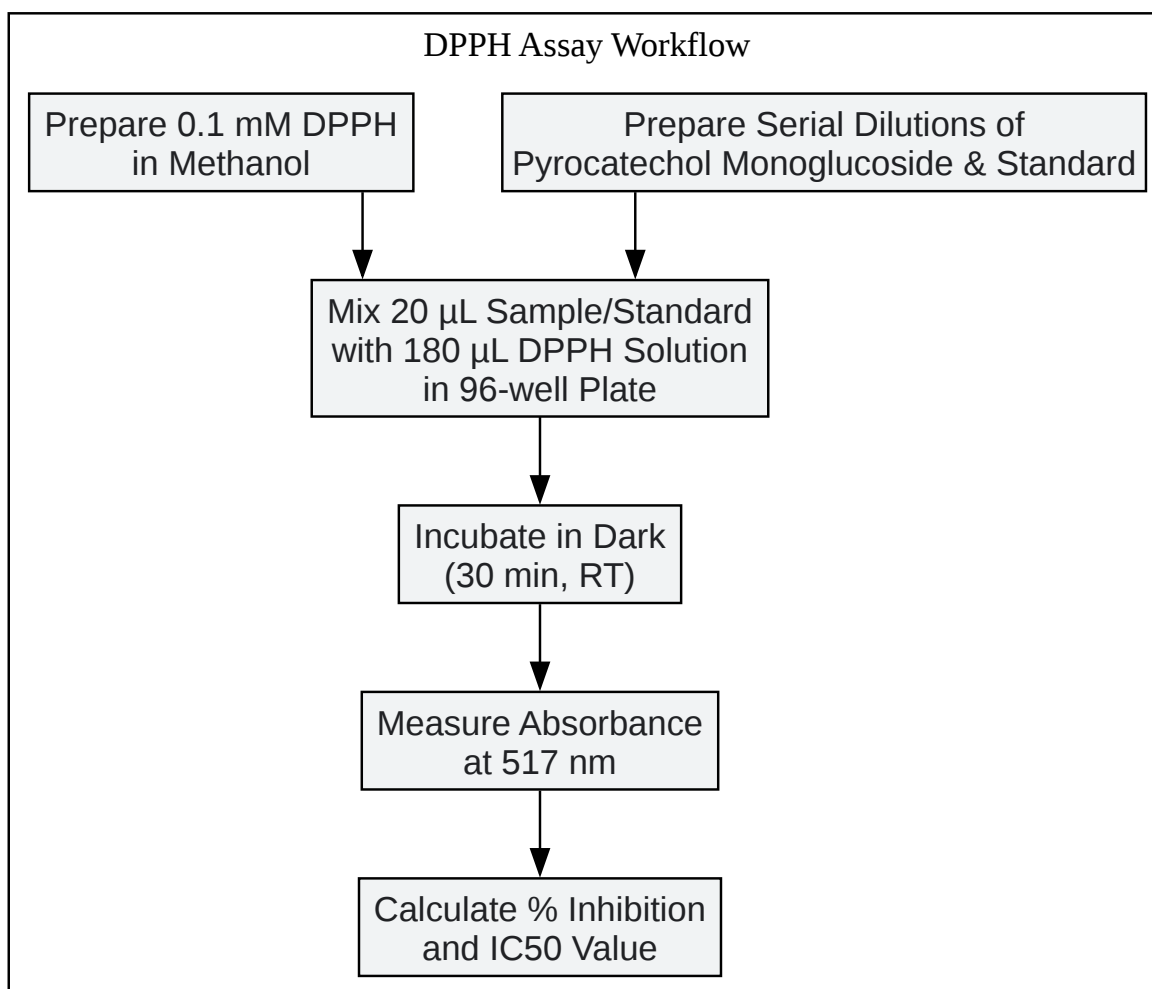 DPPH Assay Workflow
Prepare 0.1 mM DPPH
in Methanol
Prepare Serial Dilutions of
Pyrocatechol Monoglucoside & Standard
Mix 20 µL Sample/Standard
with 180 µL DPPH Solution
in 96-well Plate
Incubate in Dark
(30 min, RT)
Measure Absorbance
at 517 nm
Calculate % Inhibition
and IC50 Value